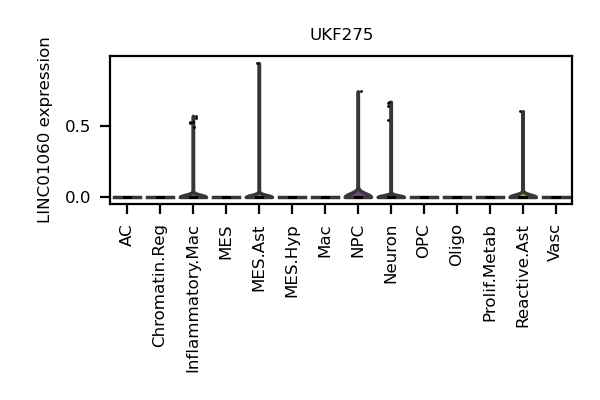 UKF275
LINC01060 expression
0.5
0.0
AC
Chromatin.Reg
Inflammatory.Mac
MES
MES.Ast
MES.Hyp
Mac
NPC
Neuron
OPC
Oligo
Prolif.Metab
Reactive.Ast
Vasc